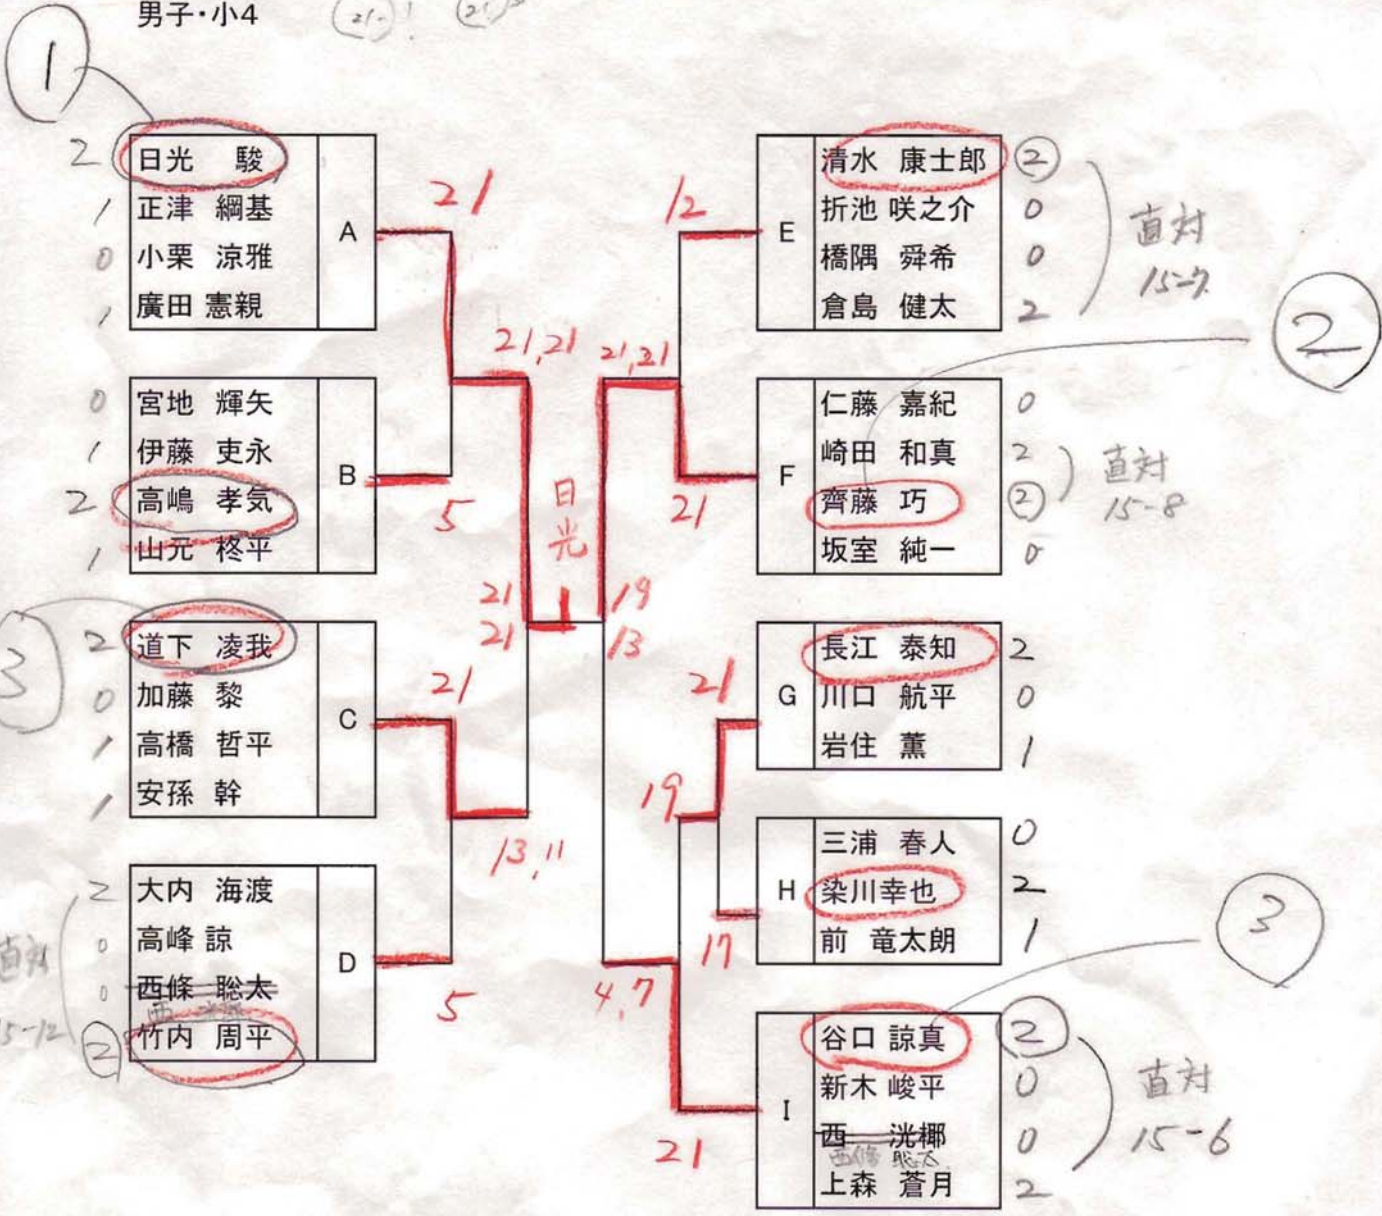 男子・小4
1
2 日光 駿
1 正津 綱基
0 小栗 涼雅
1 廣田 憲親
A
21
0 宮地 輝矢
1 伊藤 吏永
2 高嶋 孝気
1 山元 柊平
B
5
21,21
3
2 道下 凌我
0 加藤 黎
1 高橋 哲平
1 安孫 幹
C
21
2 大内 海渡
0 高峰 諒
0 西條 聡太
2 竹内 周平
D
5
13,11
直対
15-12
日光
21
21
19
13
清水 康士郎 2
折池 咲之介 0
橋隅 舜希 0
倉島 健太 2
E
12
直対
15-7
2
21,21
仁藤 嘉紀 0
崎田 和真 2
齊藤 巧 2
坂室 純一 0
F
21
直対
15-8
長江 泰知 2
川口 航平 0
岩住 薫 1
G
21
19
三浦 春人 0
染川幸也 2
前 竜太朗 1
H
17
3
4,7
谷口 諒真 2
新木 峻平 0
西 洸椰 0
西條 聡太
上森 蒼月 2
I
21
直対
15-6